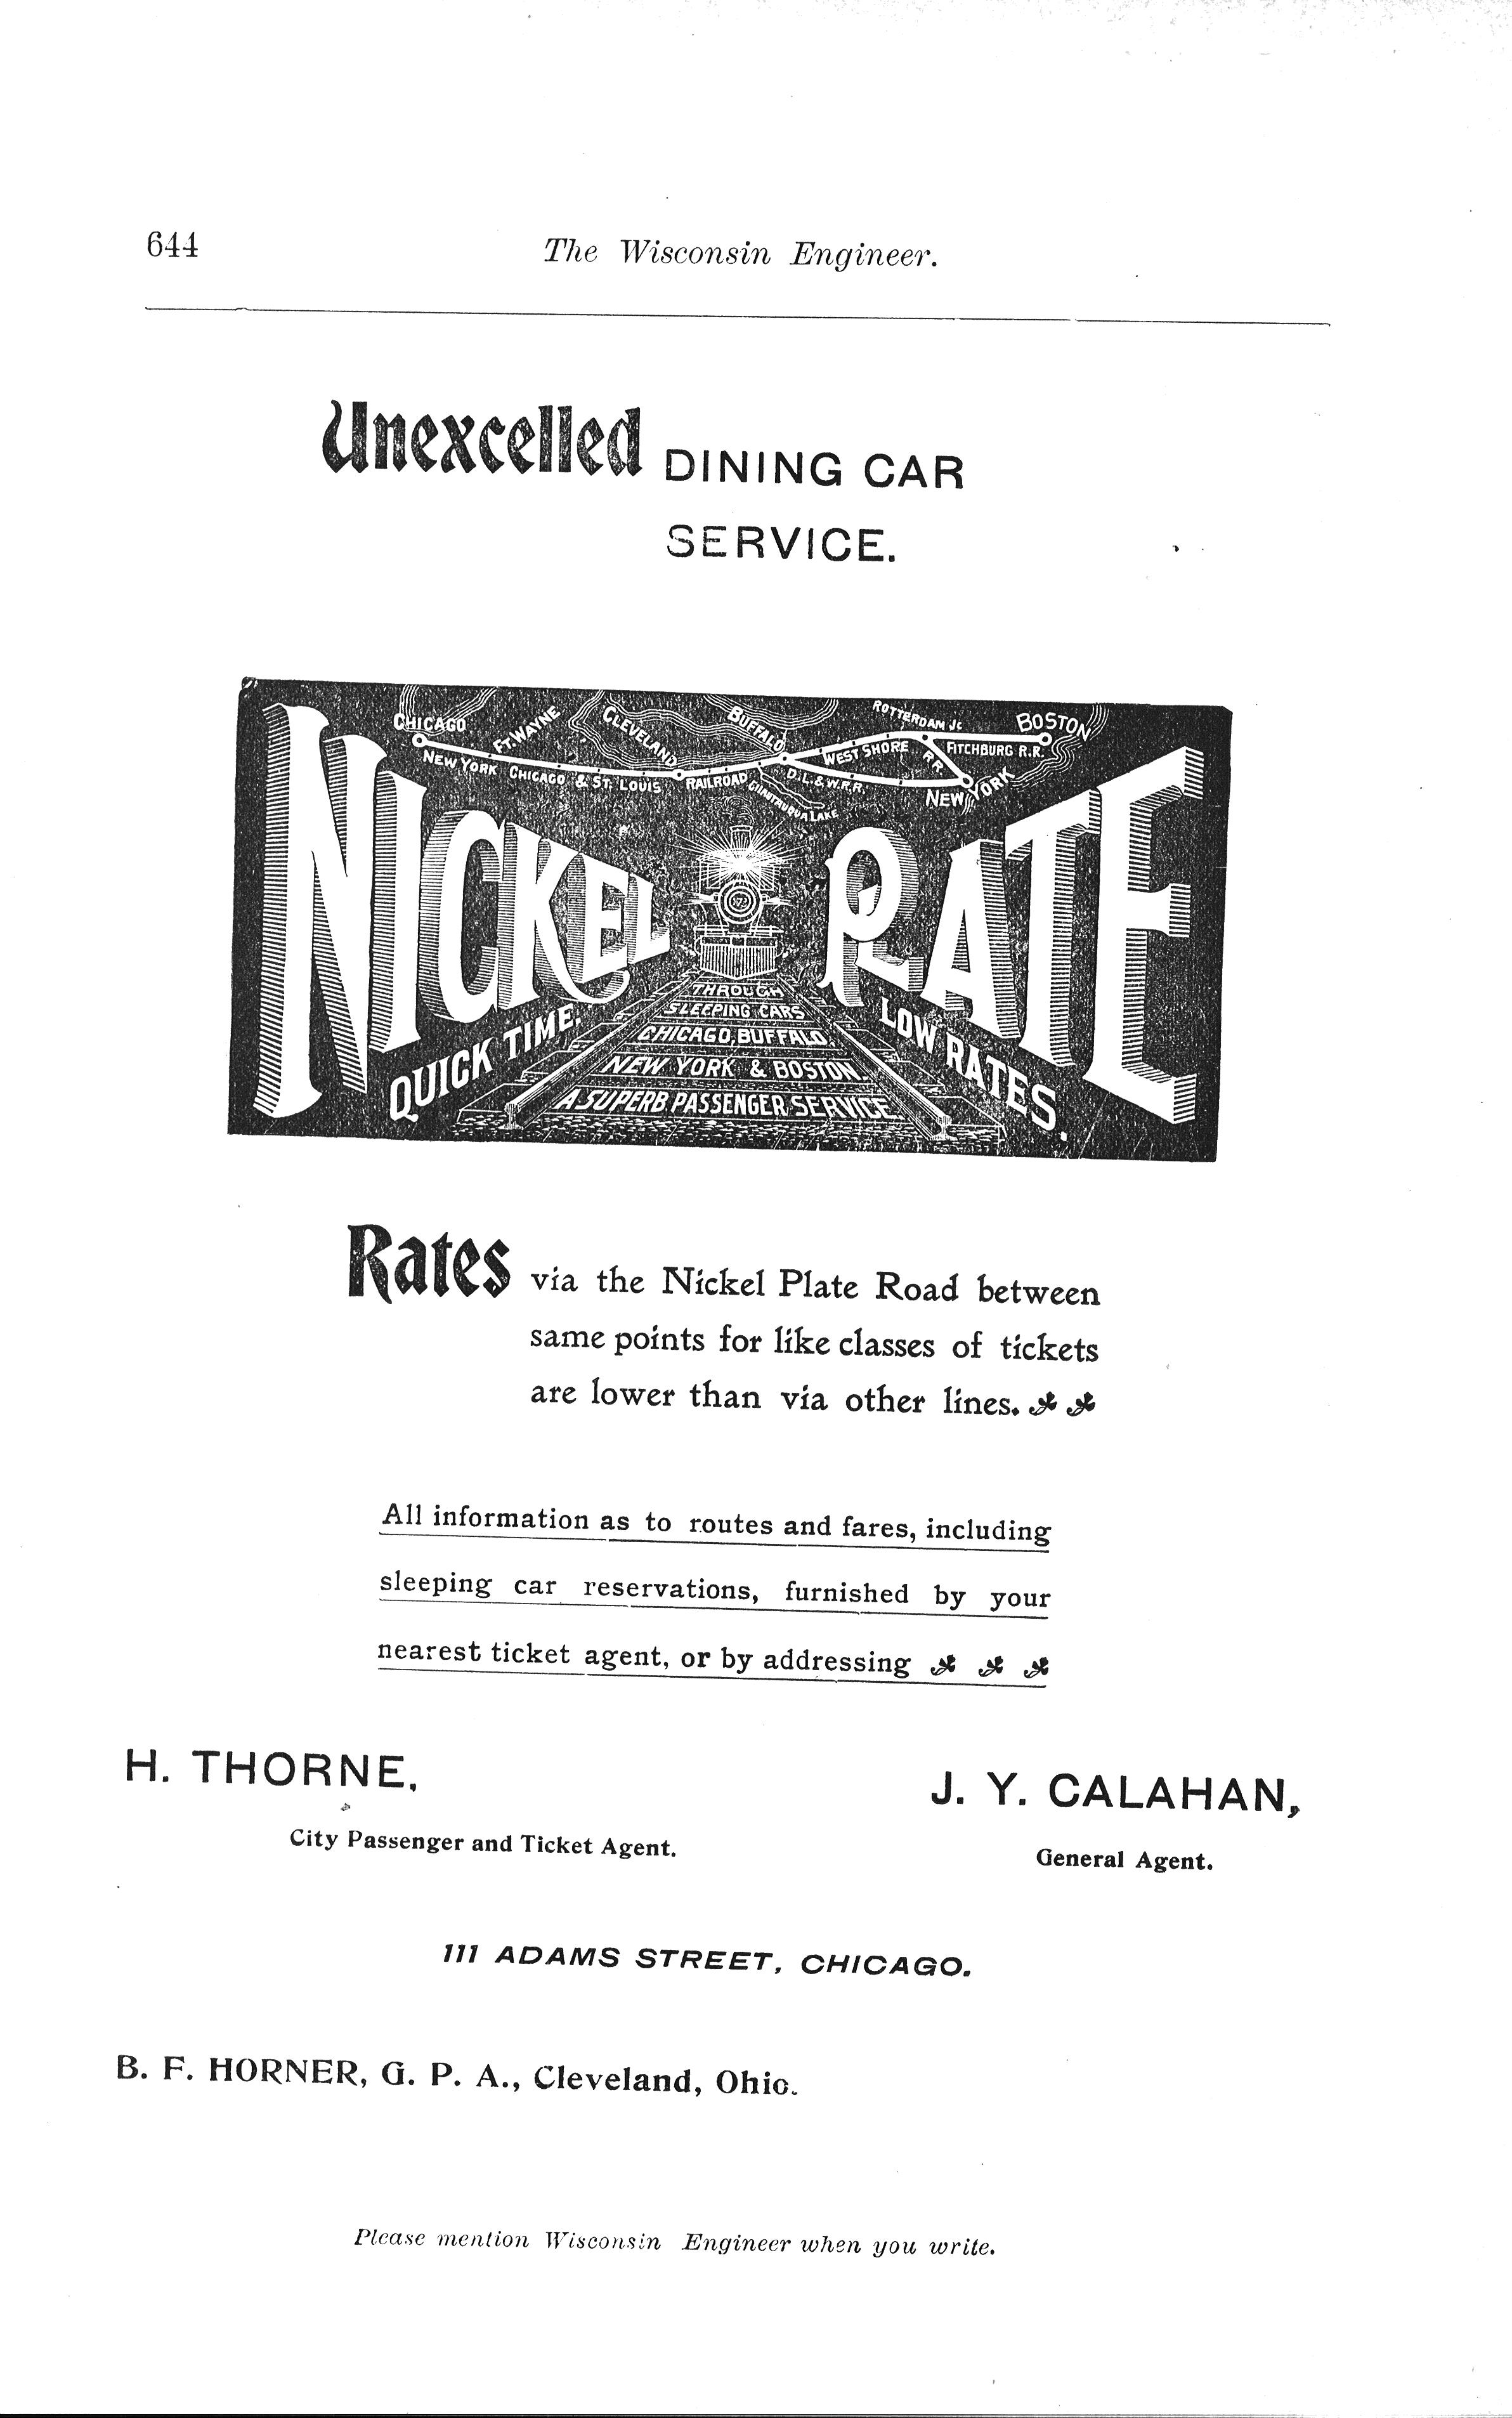 644
The Wisconsin Engineer.
Unexcelled DINING CAR
SERVICE.
CHICAGO
FT. WAYNE
CLEVELAND
BUFFALO
ROTTERDAM JC
BOSTON
NEW YORK CHICAGO & ST. LOUIS RAILROAD
CHAUTAUQUA LAKE
WEST SHORE RR
D.L. & W.R.R.
FITCHBURG R.R.
NEW YORK
NICKEL PLATE
QUICK TIME.
LOW RATES.
THROUGH
SLEEPING CARS
CHICAGO, BUFFALO,
NEW YORK & BOSTON.
A SUPERB PASSENGER SERVICE.
Rates via the Nickel Plate Road between
same points for like classes of tickets
are lower than via other lines.
All information as to routes and fares, including
sleeping car reservations, furnished by your
nearest ticket agent, or by addressing
H. THORNE,
City Passenger and Ticket Agent.
J. Y. CALAHAN,
General Agent.
111 ADAMS STREET, CHICAGO.
B. F. HORNER, G. P. A., Cleveland, Ohio.
Please mention Wisconsin Engineer when you write.